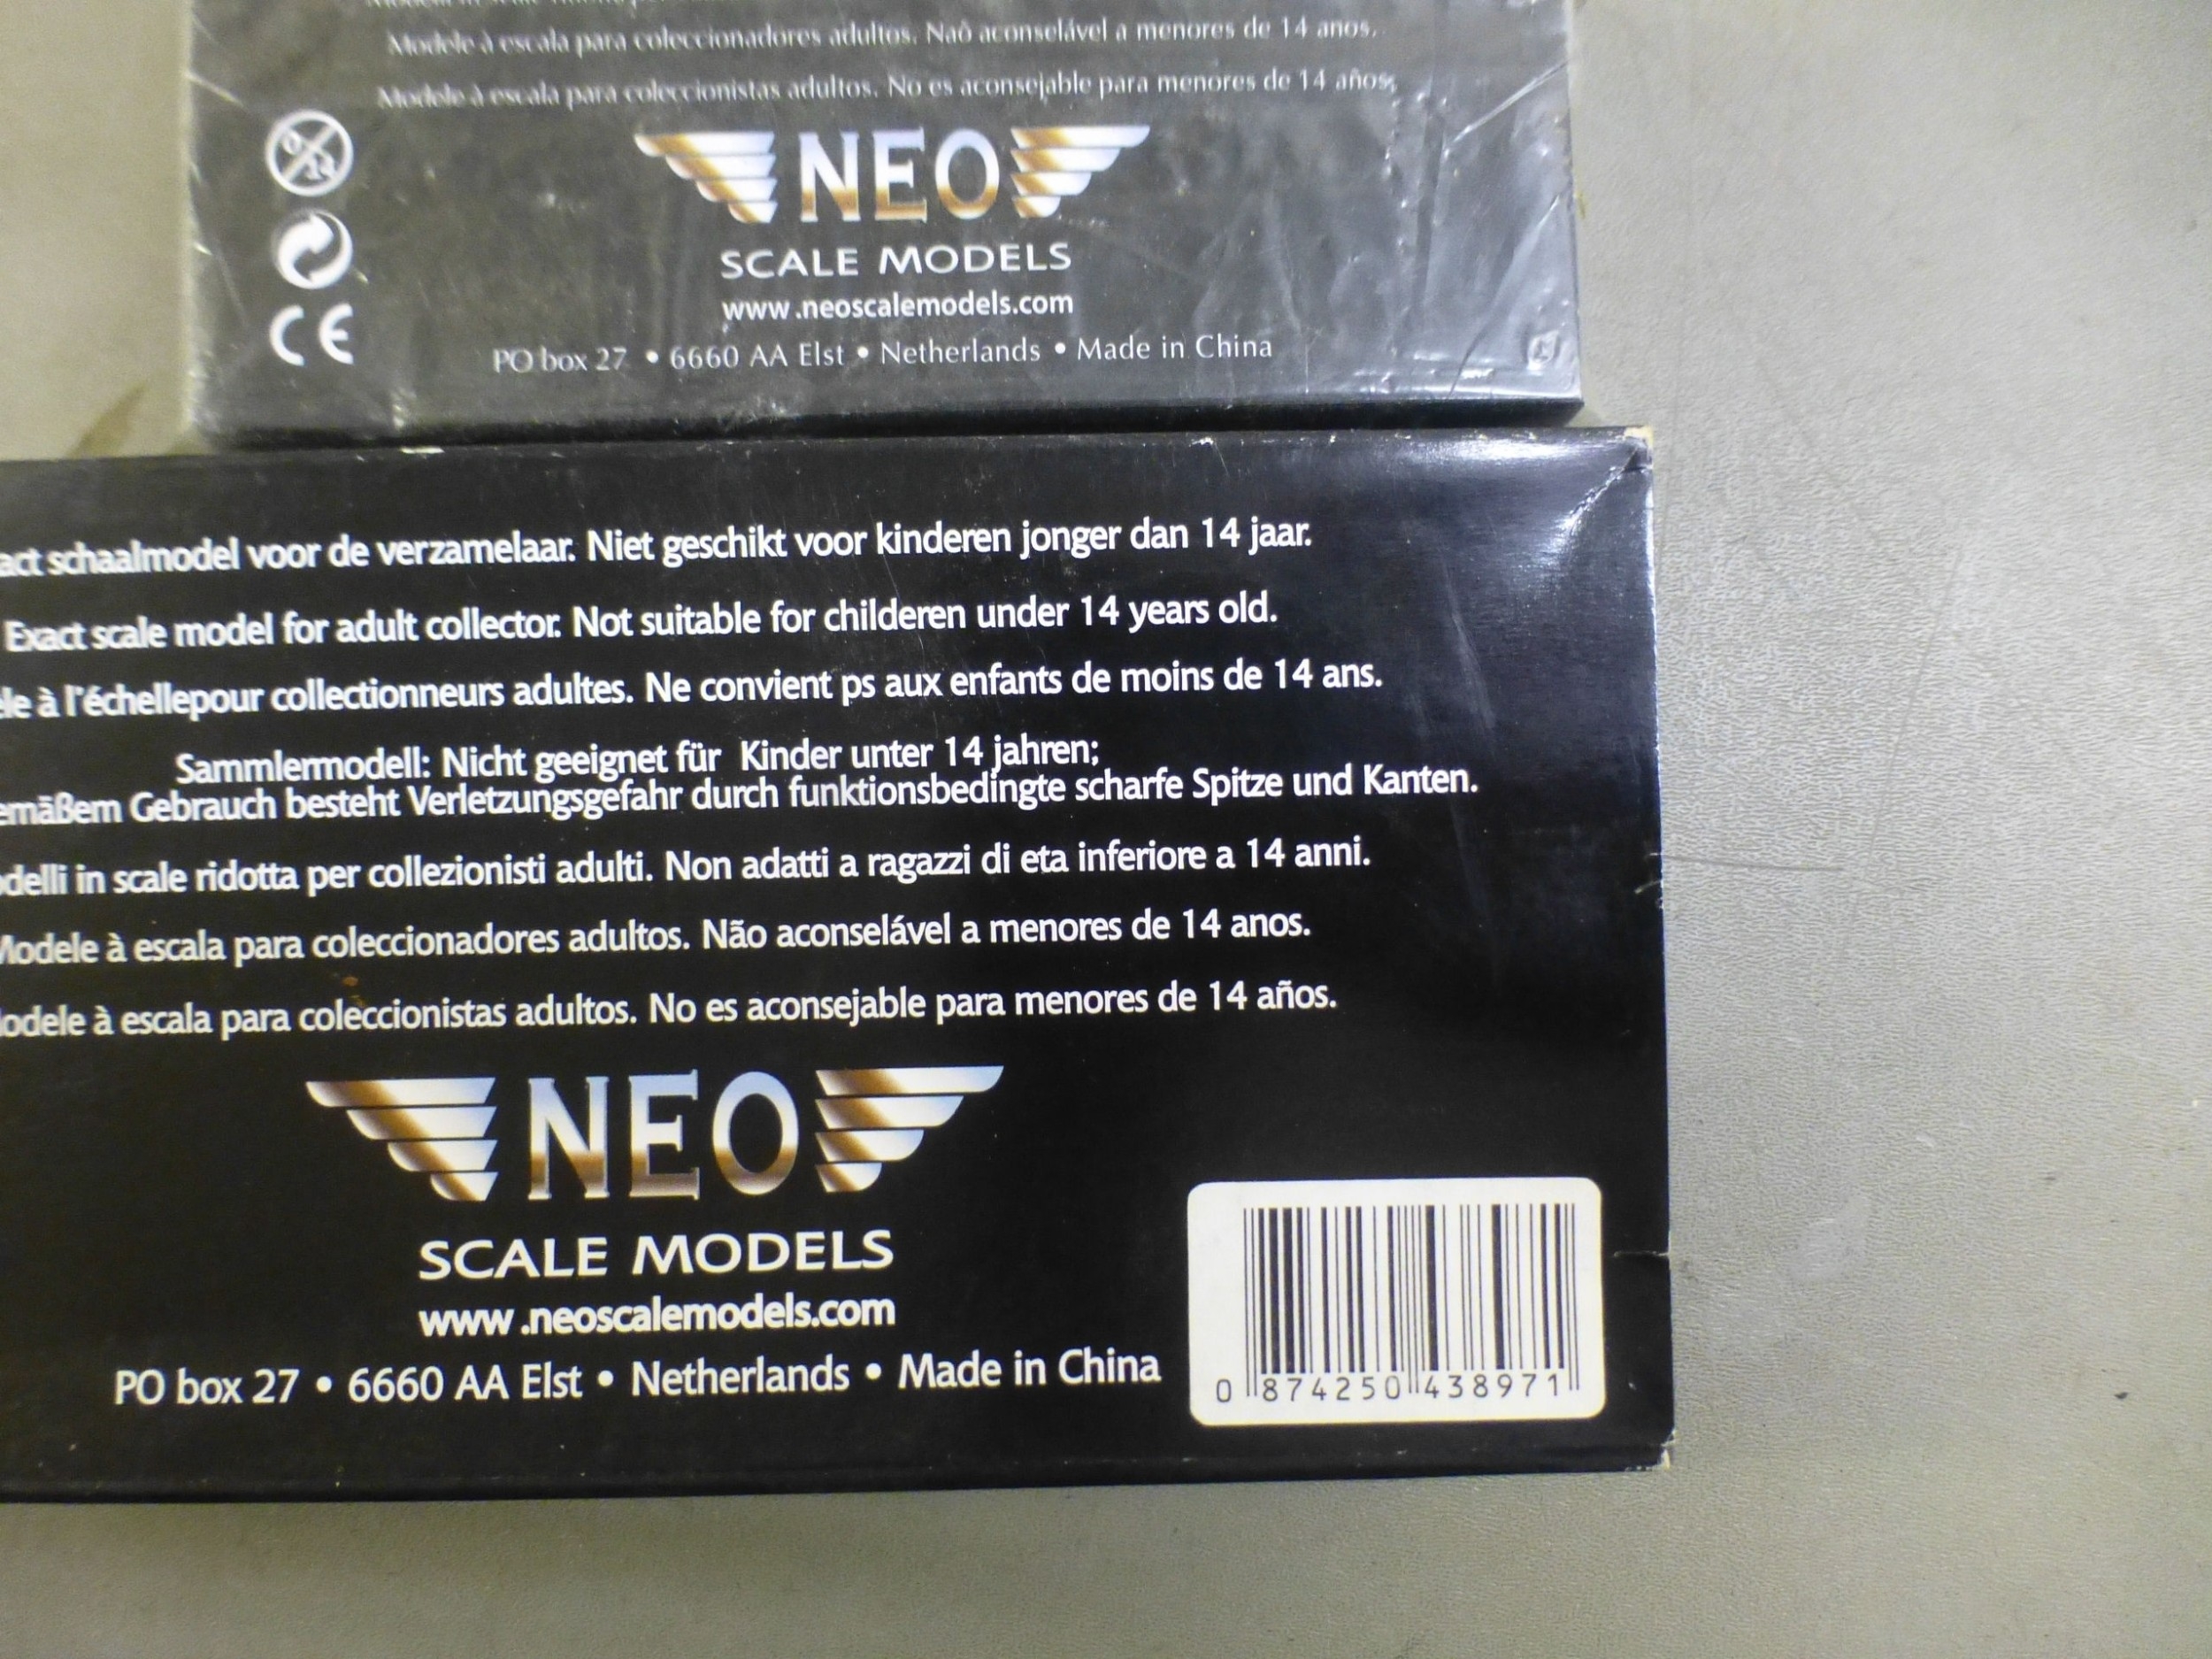 Modele à escala para coleccionadores adultos. Naõ aconselável a menores de 14 anos.
Modele à escala para coleccionistas adultos. No es aconsejable para menores de 14 años.
NEO
SCALE MODELS
www.neoscalemodels.com
CE
PO box 27 • 6660 AA Elst • Netherlands • Made in China
schaalmodel voor de verzamelaar. Niet geschikt voor kinderen jonger dan 14 jaar.
Exact scale model for adult collector. Not suitable for childeren under 14 years old.
à l'échellepour collectionneurs adultes. Ne convient ps aux enfants de moins de 14 ans.
Sammlermodell: Nicht geeignet für Kinder unter 14 jahren;
Gebrauch besteht Verletzungsgefahr durch funktionsbedingte scharfe Spitze und Kanten.
in scale ridotta per collezionisti adulti. Non adatti a ragazzi di eta inferiore a 14 anni.
Modele à escala para coleccionadores adultos. Não aconselável a menores de 14 anos.
odele à escala para coleccionistas adultos. No es aconsejable para menores de 14 años.
NEO
SCALE MODELS
www.neoscalemodels.com
PO box 27 • 6660 AA Elst • Netherlands • Made in China
0 874250 438971